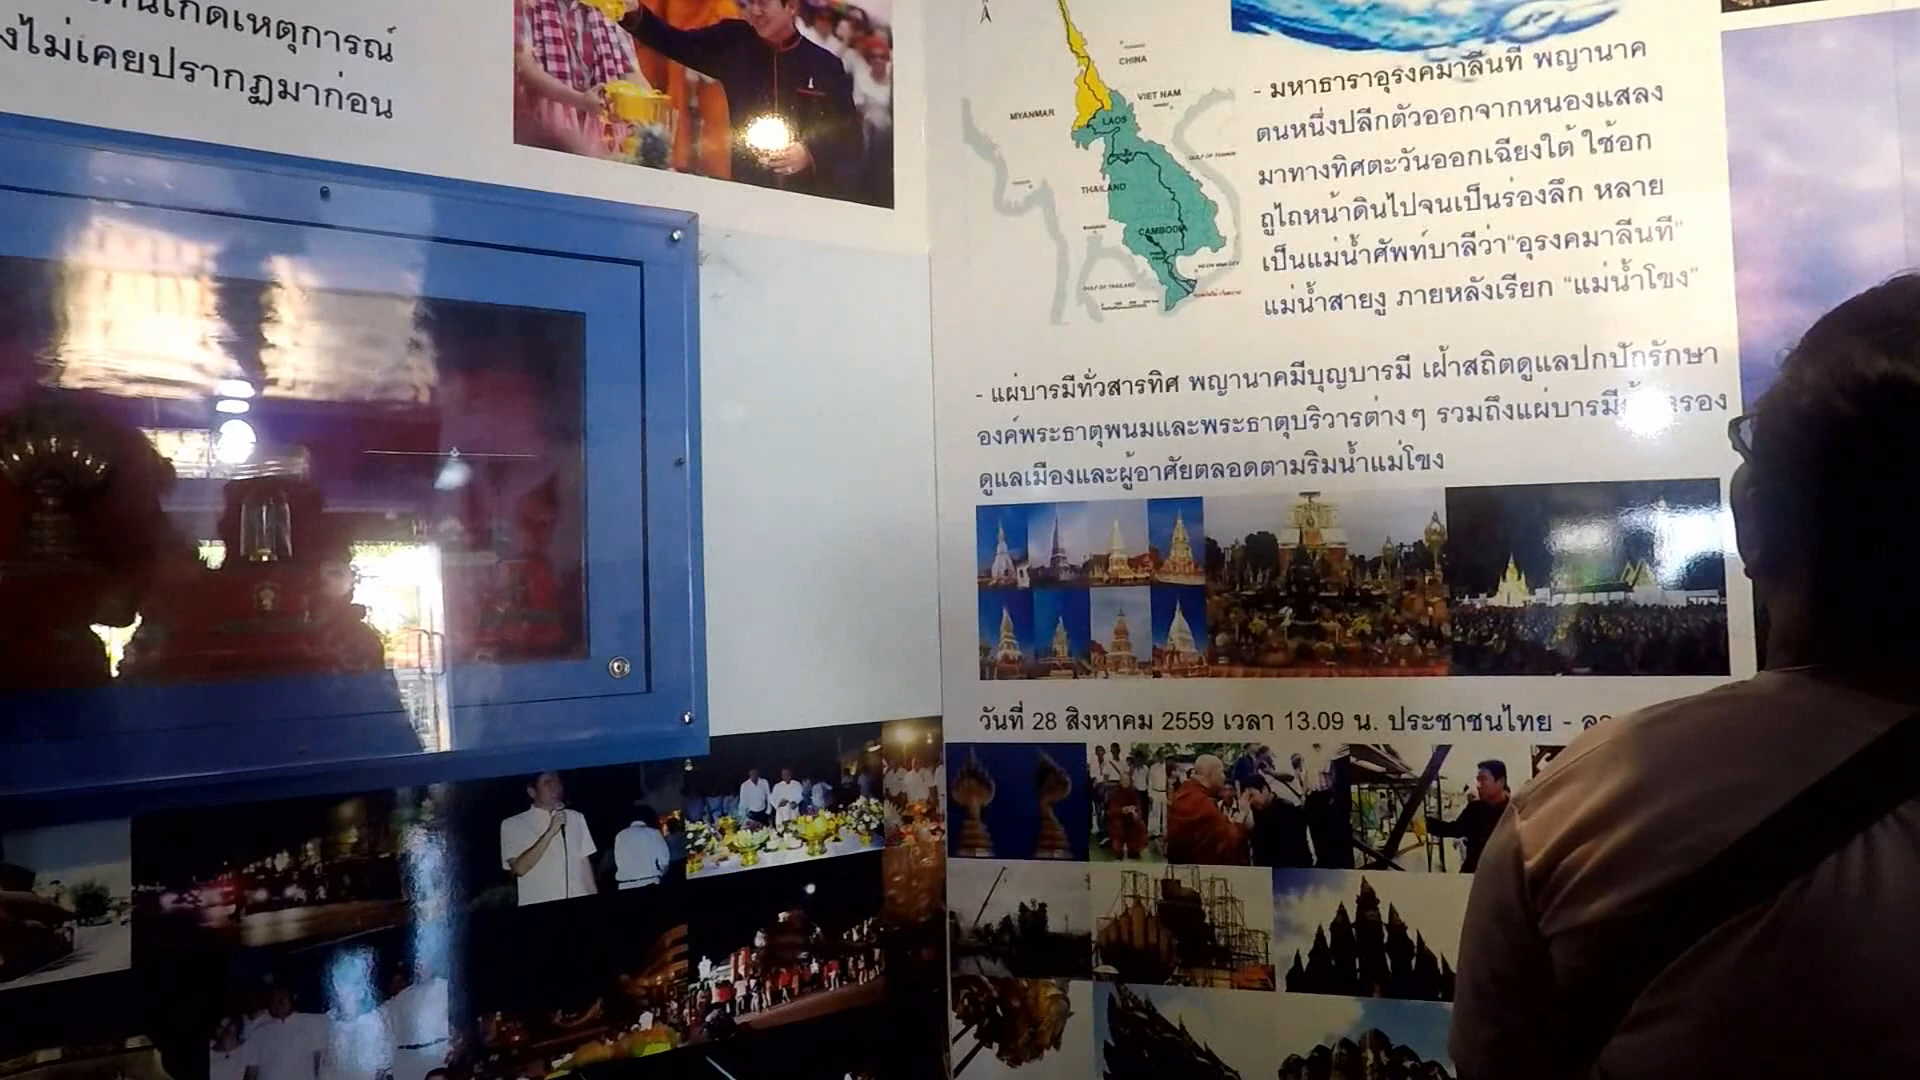 เกิดเหตุการณ์
งไม่เคยปรากฏมาก่อน
CHINA
MYANMAR
VIET NAM
LAOS
THAILAND
CAMBODIA
GULF OF THAILAND
- มหาธาราอุรงคมาลีนที พญานาค
ตนหนึ่งปลีกตัวออกจากหนองแสลง
มาทางทิศตะวันออกเฉียงใต้ ใช้อก
ถูไถหน้าดินไปจนเป็นร่องลึก หลาย
เป็นแม่น้ำศัพท์บาลีว่า"อุรงคมาลีนที"
แม่น้ำสายงู ภายหลังเรียก "แม่น้ำโขง"
- แผ่บารมีทั่วสารทิศ พญานาคมีบุญบารมี เฝ้าสถิตดูแลปกปักรักษา
องค์พระธาตุพนมและพระธาตุบริวารต่างๆ รวมถึงแผ่บารมี
ดูแลเมืองและผู้อาศัยตลอดตามริมน้ำแม่โขง
วันที่ 28 สิงหาคม 2559 เวลา 13.09 น. ประชาชนไทย -